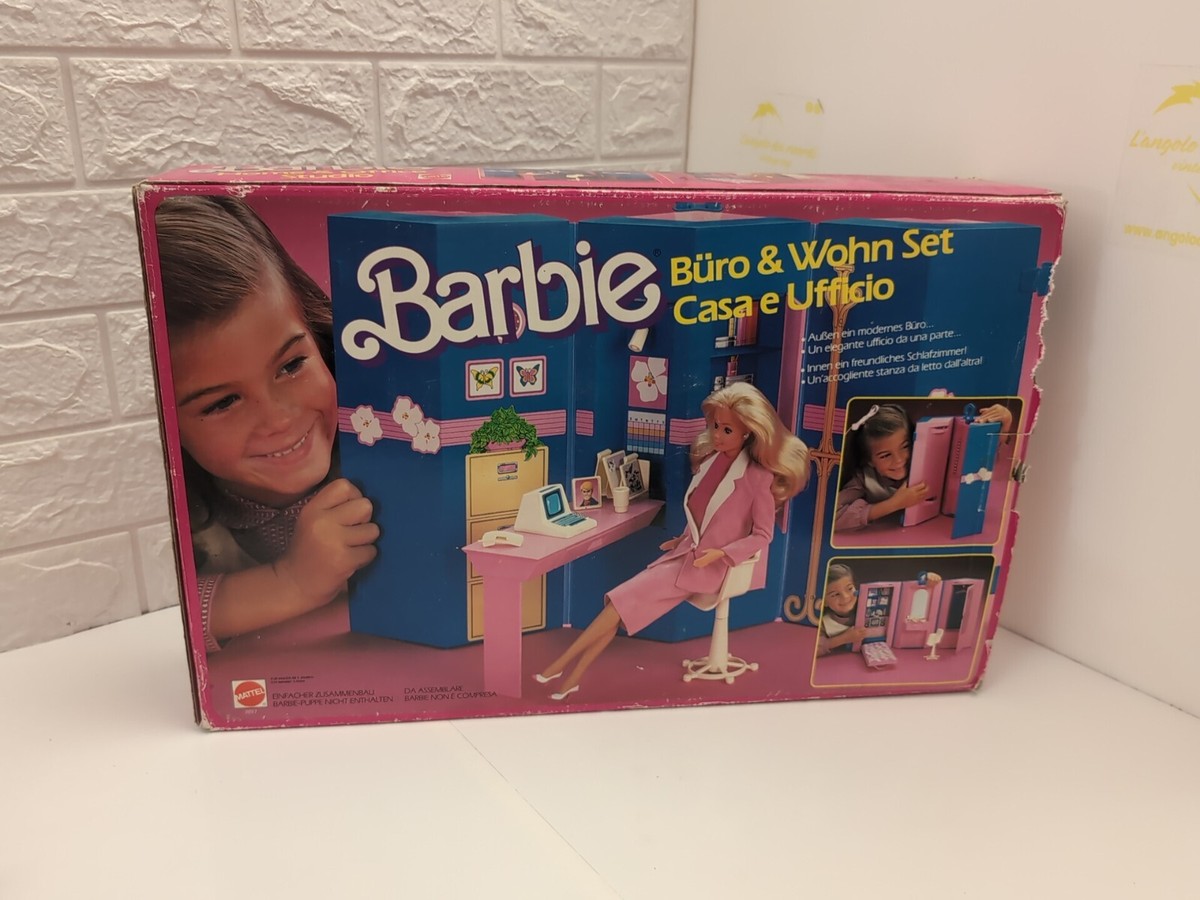 Barbie
Büro & Wohn Set
Casa e Ufficio
• Außen ein modernes Büro...
• Un elegante ufficio da una parte...
• Innen ein freundliches Schlafzimmer!
• Un'accogliente stanza da letto dall'altra!
MATTEL
EINFACHER ZUSAMMENBAU
BARBIE-PUPPE NICHT ENTHALTEN
DA ASSEMBLARE
BARBIE NON È COMPRESA
L'angolo